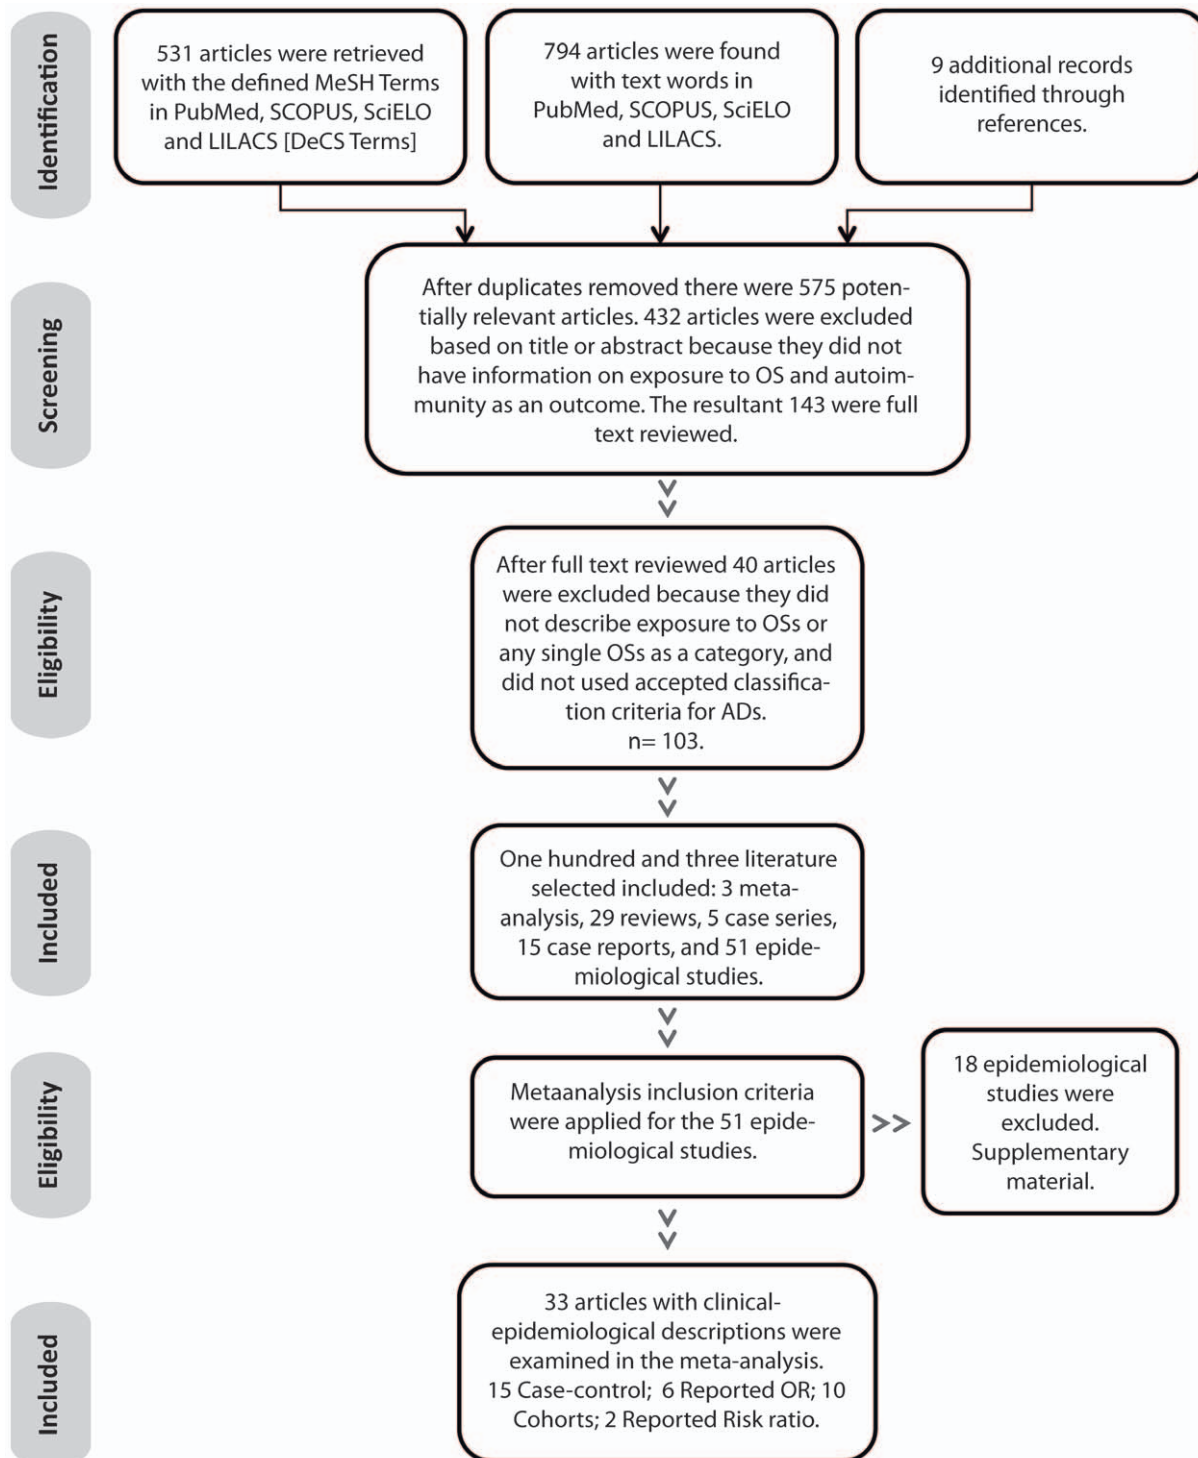 Identification
531 articles were retrieved
with the defined MeSH Terms
in PubMed, SCOPUS, SciELO
and LILACS [DeCS Terms]
794 articles were found
with text words in
PubMed, SCOPUS, SciELO
and LILACS.
9 additional records
identified through
references.
Screening
After duplicates removed there were 575 poten-
tially relevant articles. 432 articles were excluded
based on title or abstract because they did not
have information on exposure to OS and autoim-
munity as an outcome. The resultant 143 were full
text reviewed.
Eligibility
After full text reviewed 40 articles
were excluded because they did
not describe exposure to OSs or
any single OSs as a category, and
did not used accepted classifica-
tion criteria for ADs.
n= 103.
Included
One hundred and three literature
selected included: 3 meta-
analysis, 29 reviews, 5 case series,
15 case reports, and 51 epide-
miological studies.
Eligibility
Metaanalysis inclusion criteria
were applied for the 51 epide-
miological studies.
18 epidemiological
studies were
excluded.
Supplementary
material.
Included
33 articles with clinical-
epidemiological descriptions were
examined in the meta-analysis.
15 Case-control; 6 Reported OR; 10
Cohorts; 2 Reported Risk ratio.